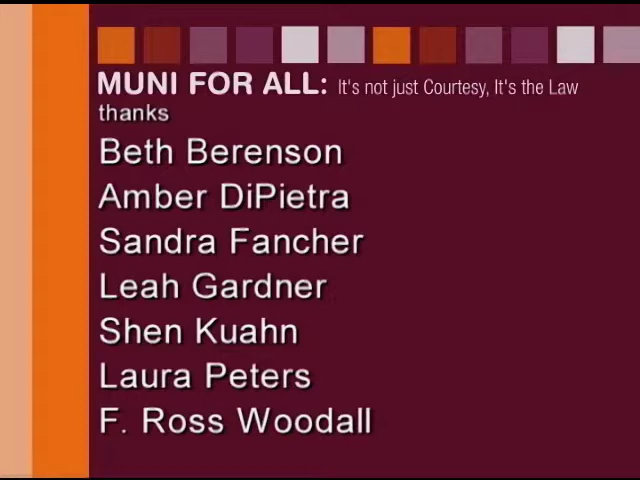 MUNI FOR ALL: It's not just Courtesy, It's the Law
thanks
Beth Berenson
Amber DiPietra
Sandra Fancher
Leah Gardner
Shen Kuahn
Laura Peters
F. Ross Woodall